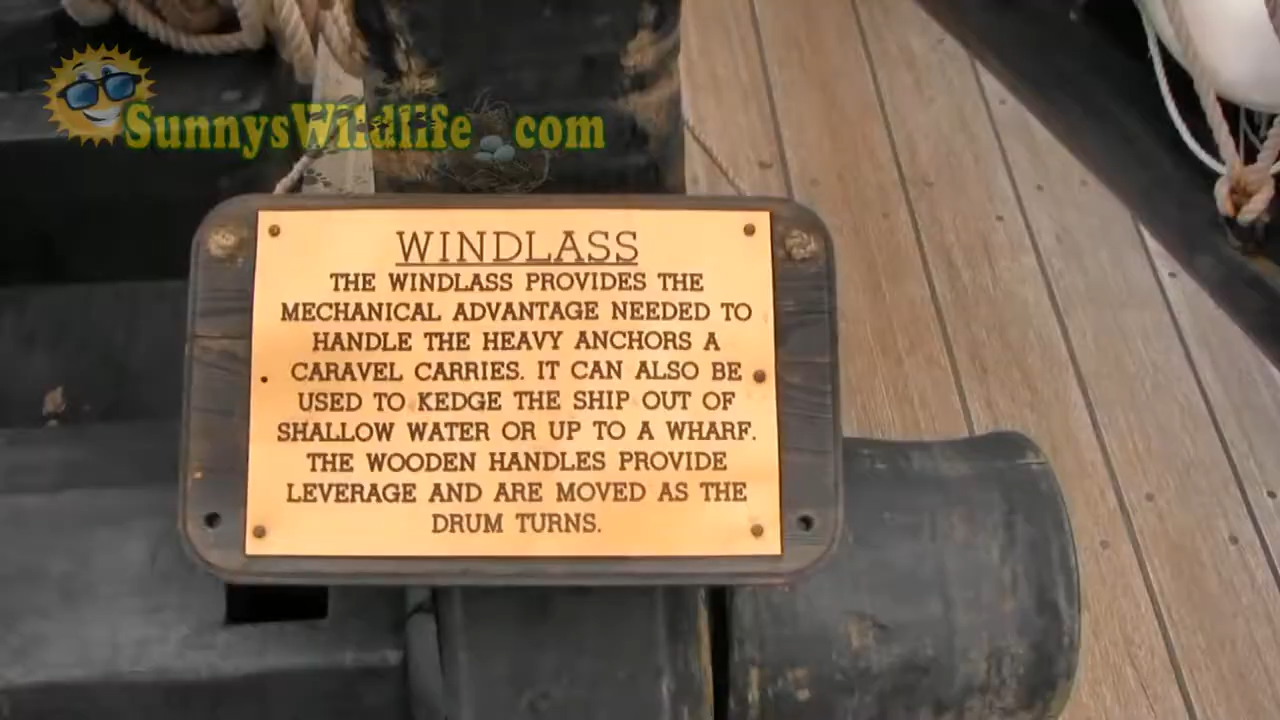 SunnysWildlife.com
WINDLASS
THE WINDLASS PROVIDES THE
MECHANICAL ADVANTAGE NEEDED TO
HANDLE THE HEAVY ANCHORS A
CARAVEL CARRIES. IT CAN ALSO BE
USED TO KEDGE THE SHIP OUT OF
SHALLOW WATER OR UP TO A WHARF.
THE WOODEN HANDLES PROVIDE
LEVERAGE AND ARE MOVED AS THE
DRUM TURNS.